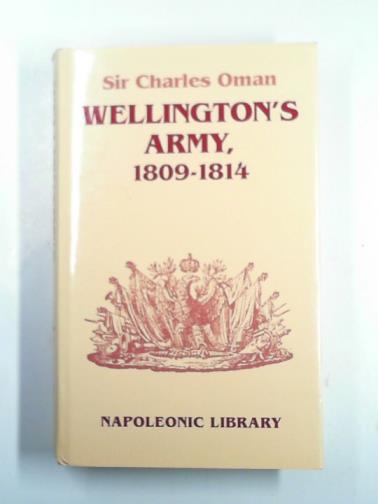 Sir Charles Oman
WELLINGTON'S
ARMY,
1809-1814
NAPOLEONIC LIBRARY